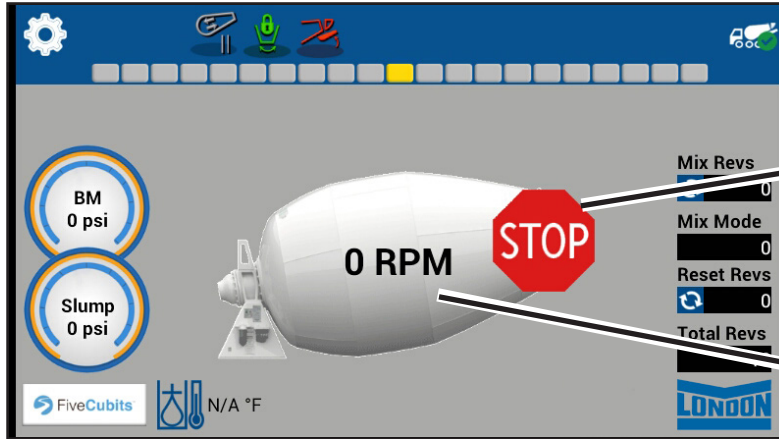 Mix Revs
0
BM
0 psi
STOP
0 RPM
Mix Mode
0
Reset Revs
0
Slump
0 psi
Total Revs
FiveCubits
N/A °F
LONDON